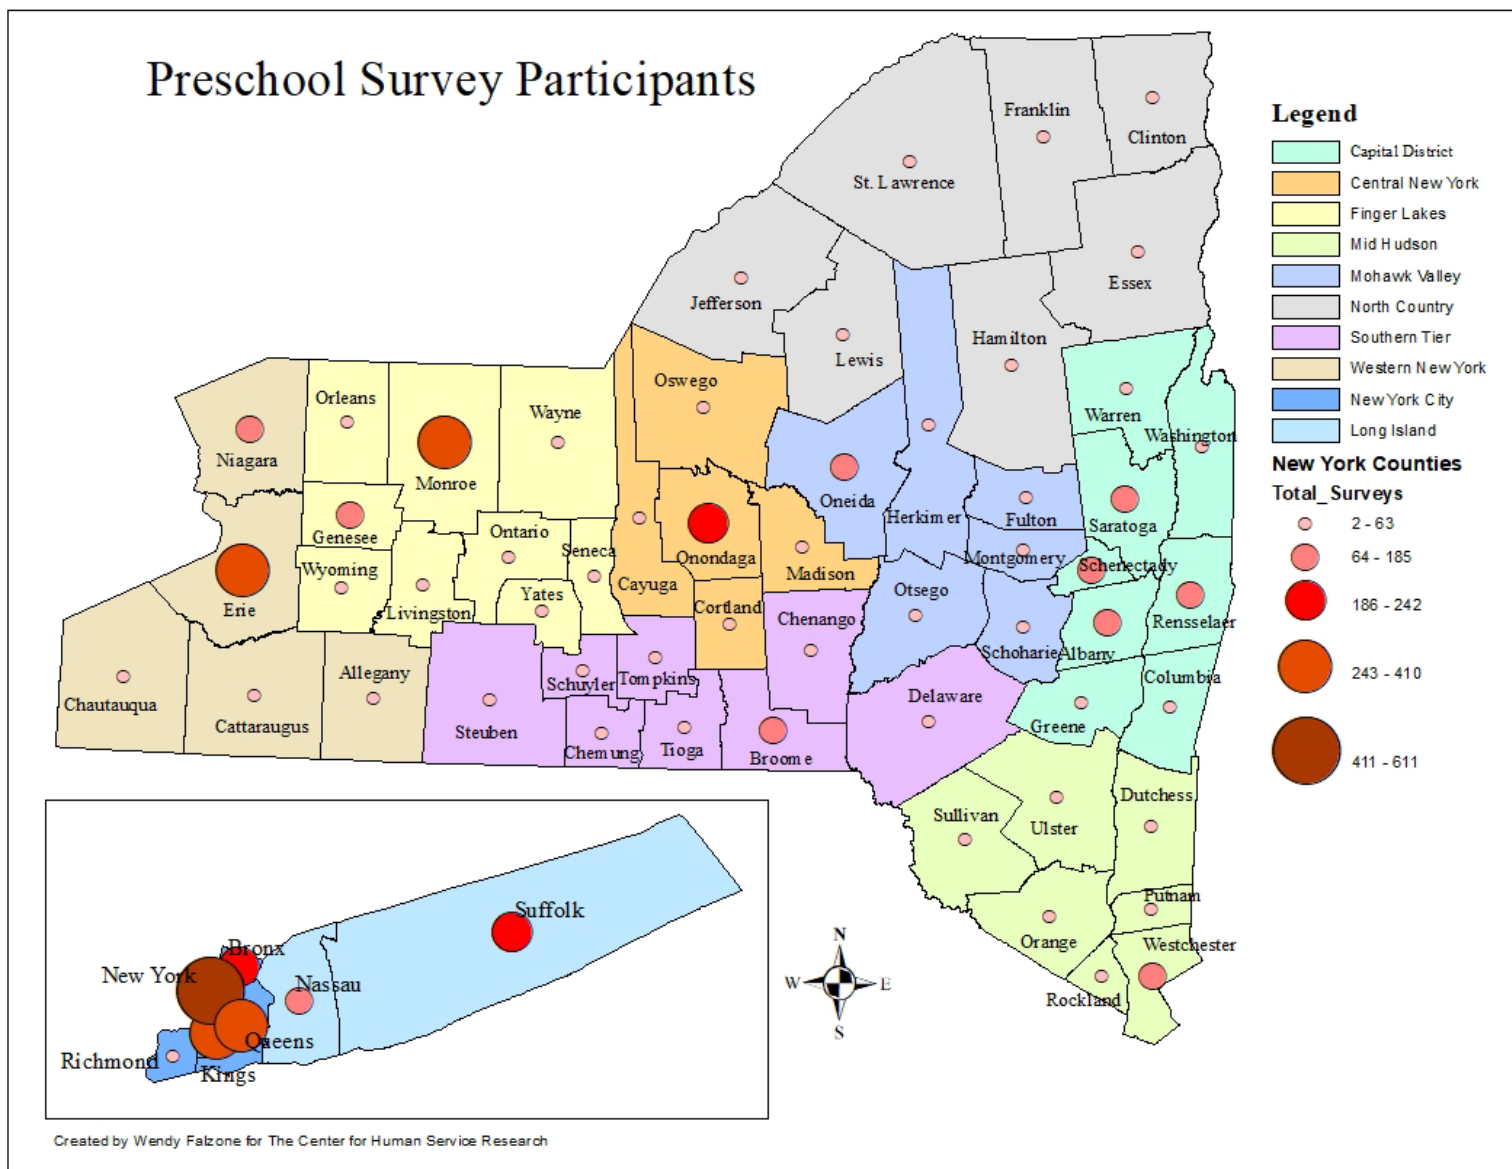 Preschool Survey Participants
Legend
Capital District
Central New York
Finger Lakes
Mid Hudson
Mohawk Valley
North Country
Southern Tier
Western New York
New York City
Long Island
New York Counties
Total_Surveys
2 - 63
64 - 185
186 - 242
243 - 410
411 - 611
Franklin
Clinton
St. Lawrence
Essex
Jefferson
Hamilton
Lewis
Oswego
Orleans
Wayne
Warren
Washington
Niagara
Monroe
Oneida
Herkimer
Fulton
Saratoga
Genesee
Ontario
Seneca
Onondaga
Montgomery
Schenectady
Wyoming
Cayuga
Madison
Erie
Livingston
Yates
Cortland
Chenango
Otsego
Schoharie
Albany
Rensselaer
Chautauqua
Cattaraugus
Allegany
Steuben
Schuyler
Tompkins
Chemung
Tioga
Broome
Delaware
Greene
Columbia
Sullivan
Ulster
Dutchess
Putnam
Orange
Westchester
Rockland
N
W
E
S
Suffolk
Bronx
New York
Nassau
Queens
Richmond
Kings
Created by Wendy Falzone for The Center for Human Service Research